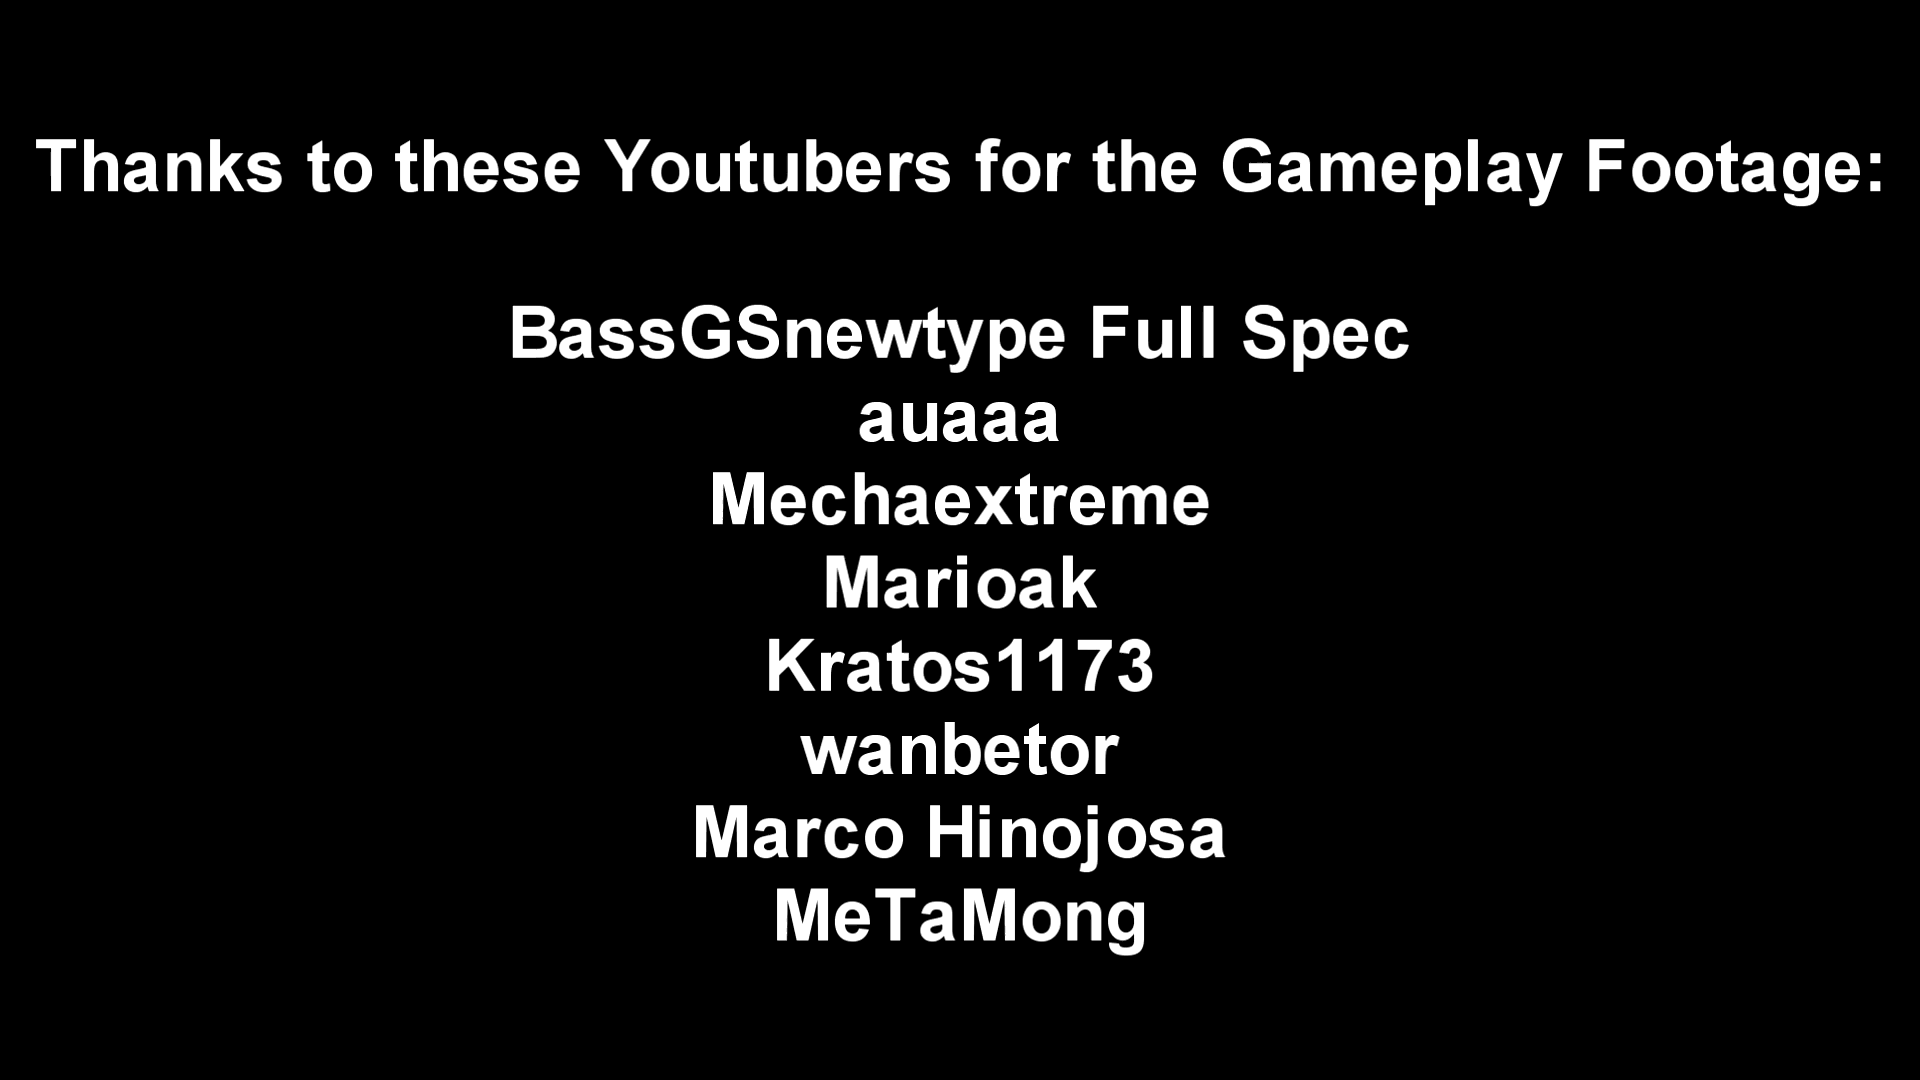 Thanks to these Youtubers for the Gameplay Footage:
BassGSnewtype Full Spec
auaaa
Mechaextreme
Marioak
Kratos1173
wanbetor
Marco Hinojosa
MeTaMong